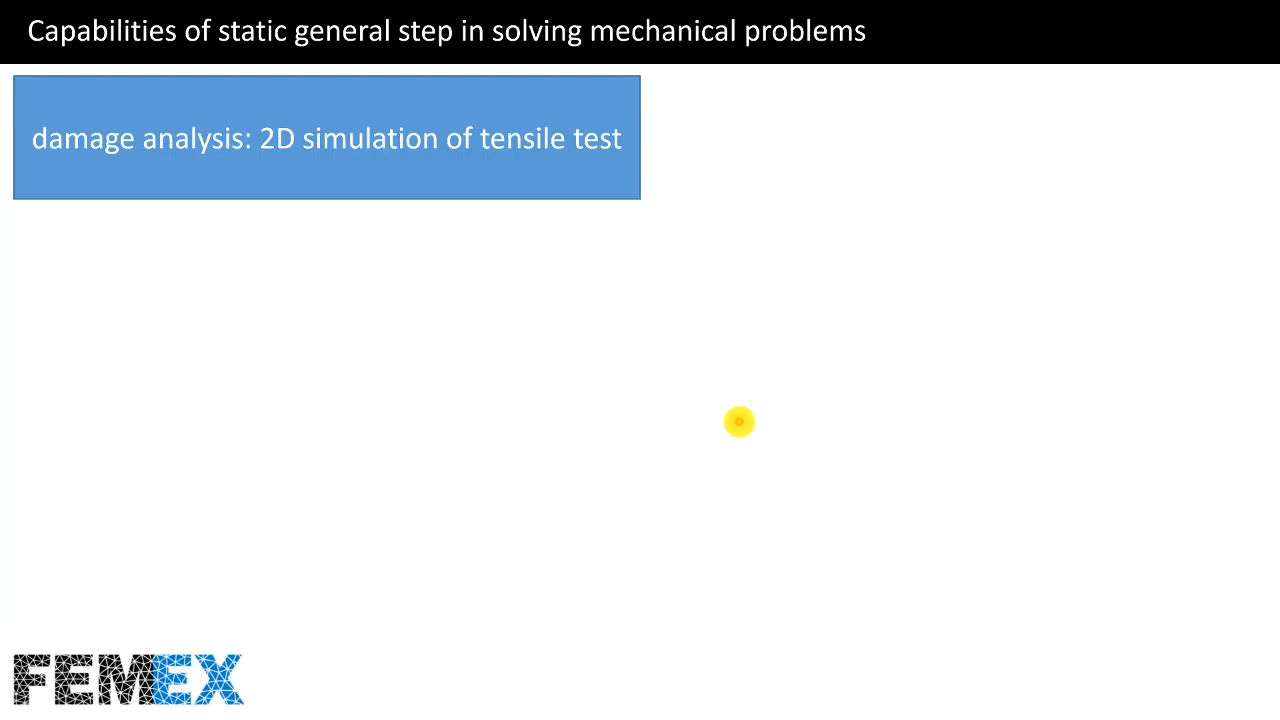 Capabilities of static general step in solving mechanical problems
damage analysis: 2D simulation of tensile test
FEMEX